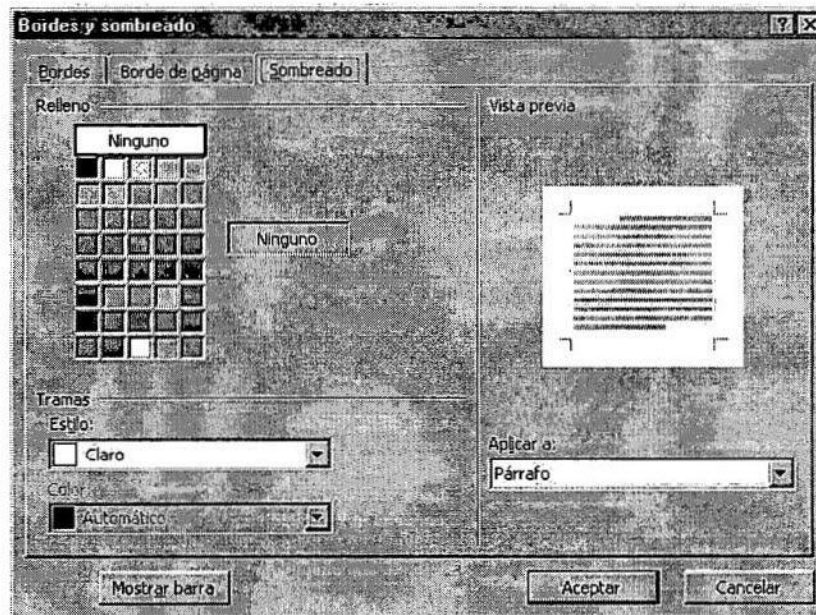 Bordes y sombreado
Bordes
Borde de página
Sombreado
Relleno
Vista previa
Ninguno
Ninguno
Tramas
Estilo:
Claro
Color:
Automático
Aplicar a:
Párrafo
Mostrar barra
Aceptar
Cancelar